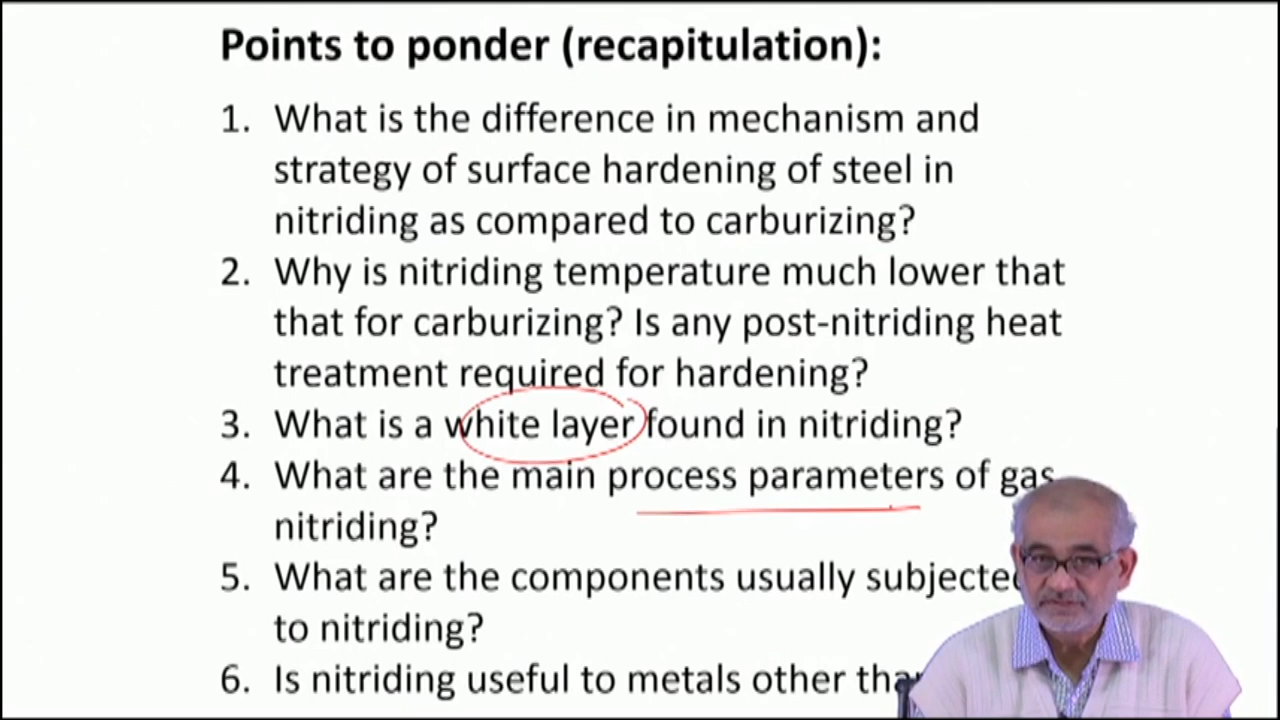 Points to ponder (recapitulation):
1. What is the difference in mechanism and
strategy of surface hardening of steel in
nitriding as compared to carburizing?
2. Why is nitriding temperature much lower that
that for carburizing? Is any post-nitriding heat
treatment required for hardening?
3. What is a white layer found in nitriding?
4. What are the main process parameters of gas
nitriding?
5. What are the components usually subjected
to nitriding?
6. Is nitriding useful to metals other